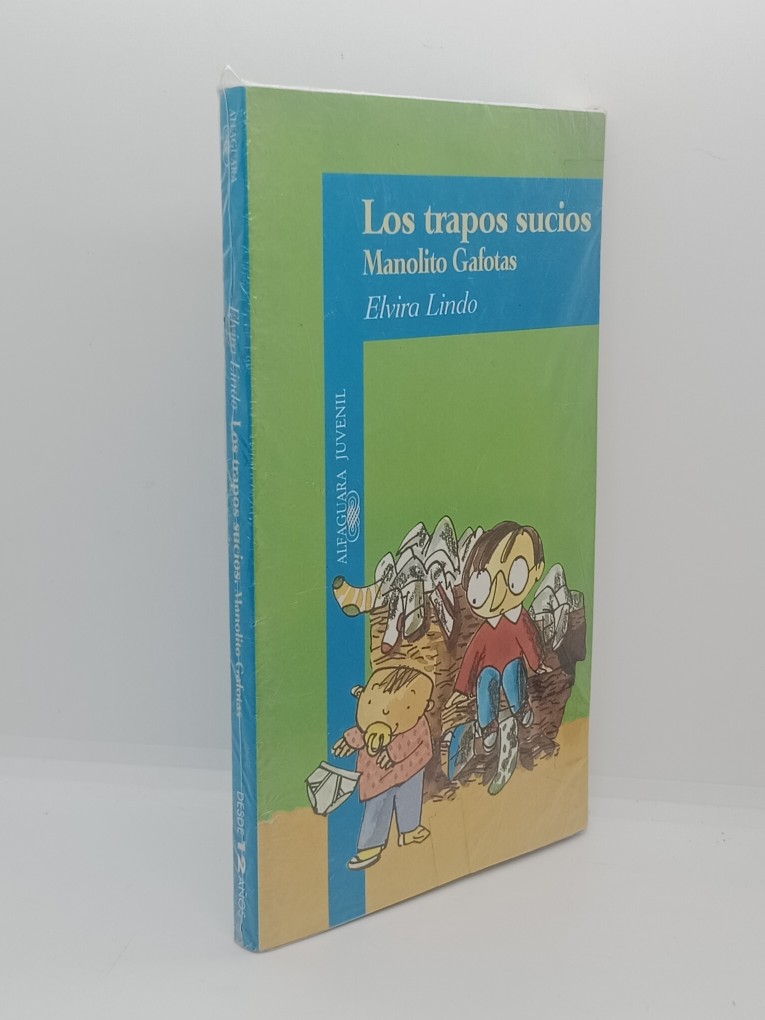 Los trapos sucios
Manolito Gafotas
Elvira Lindo
ALFAGUARA JUVENIL
ALFAGUARA
Elvira Lindo Los trapos sucios. Manolito Gafotas
DESDE 12 AÑOS